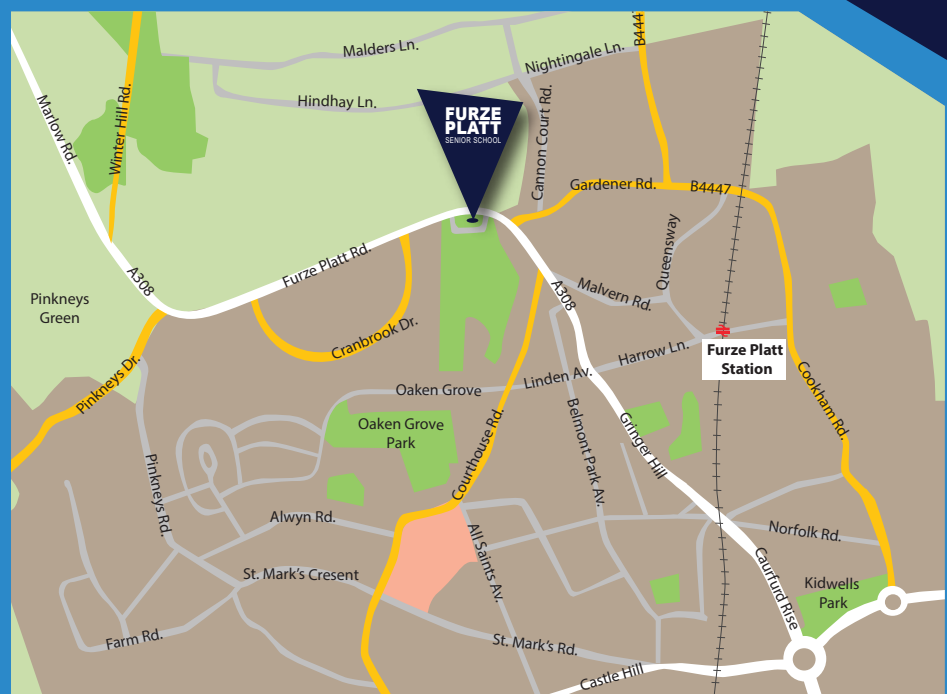 B444
Malders Ln.
Nightingale Ln.
Hindhay Ln.
Marlow Rd.
Winter Hill Rd.
Cannon Court Rd.
FURZE
PLATT
SENIOR SCHOOL
Gardener Rd.
B4447
Queensway
Furze Platt Rd.
A308
A308
Malvern Rd.
Pinkneys
Green
Cranbrook Dr.
Harrow Ln.
Furze Platt
Station
Pinkneys Dr.
Linden Av.
Oaken Grove
Cookham Rd.
Oaken Grove
Park
Belmont Park Av.
Gringer Hill
Courthouse Rd.
Pinkneys Rd.
Alwyn Rd.
All Saints Av.
Norfolk Rd.
St. Mark's Cresent
Caurfurd Rise
Kidwells
Park
Farm Rd.
St. Mark's Rd.
Castle Hill